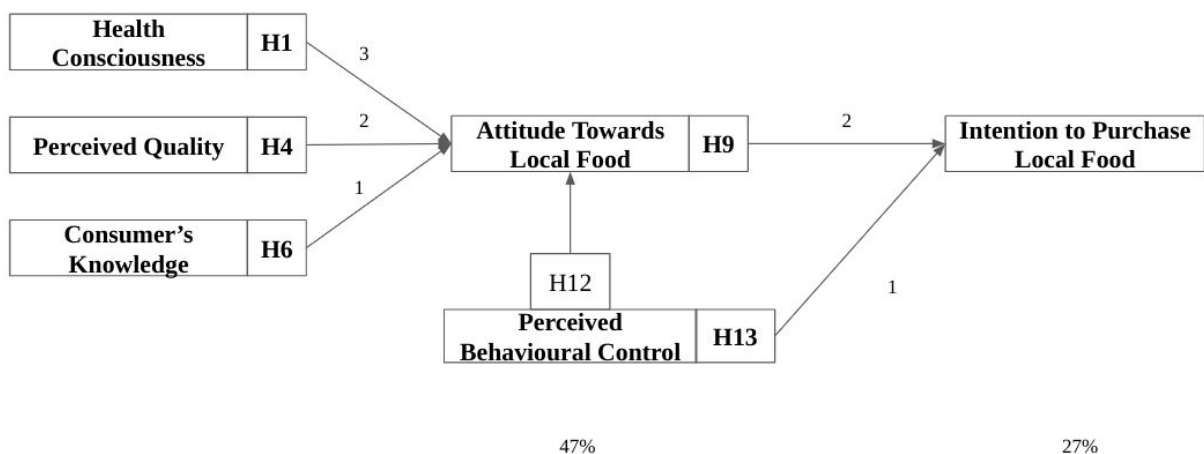 Health
Consciousness
H1
3
Perceived Quality
H4
2
Consumer’s
Knowledge
H6
1
Attitude Towards
Local Food
H9
2
Intention to Purchase
Local Food
H12
Perceived
Behavioural Control
H13
1
47%
27%